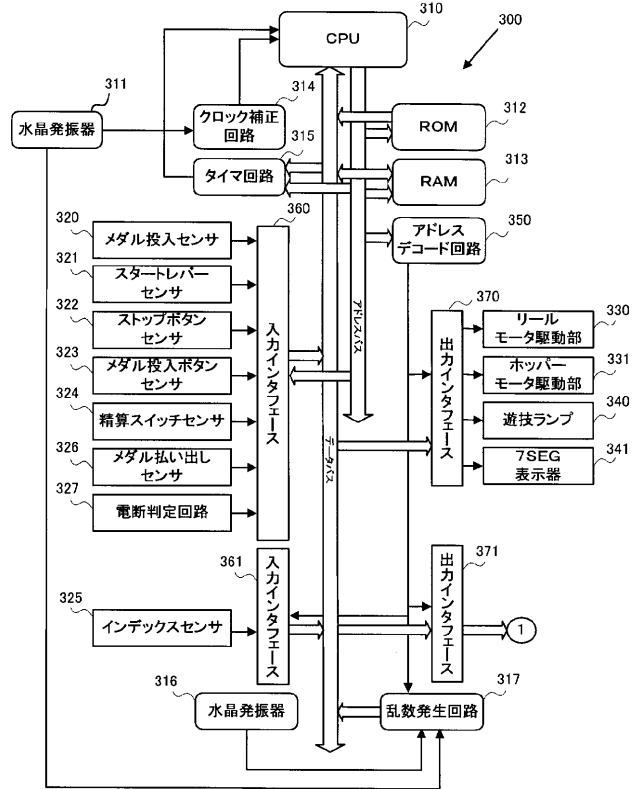 310
CPU
300
311
水晶発振器
314
クロック補正
回路
315
タイマ回路
312
ROM
313
RAM
350
アドレス
デコード回路
320
メダル投入センサ
321
スタートレバー
センサ
322
ストップボタン
センサ
323
メダル投入ボタン
センサ
324
精算スイッチセンサ
326
メダル払い出し
センサ
327
電断判定回路
360
入力インタフェース
アドレスバス
データバス
370
出力インタフェース
330
リール
モータ駆動部
331
ホッパー
モータ駆動部
340
遊技ランプ
341
7SEG
表示器
325
インデックスセンサ
361
入力インタフェース
371
出力インタフェース
1
316
水晶発振器
317
乱数発生回路